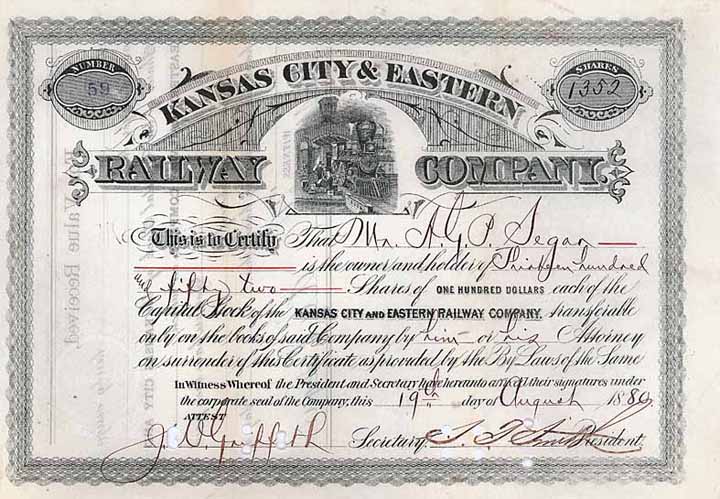 NUMBER
59
SHARES
1352
KANSAS CITY & EASTERN
RAILWAY COMPANY.
This is to Certify That Mr. A. G. P. Segar
is the owner and holder of Thirteen hundred
and fifty two Shares of ONE HUNDRED DOLLARS each of the
Capital Stock of the KANSAS CITY AND EASTERN RAILWAY COMPANY, transferable
only on the books of said Company by him or his Attorney
on surrender of this Certificate as provided by the By Laws of the Same
In Witness Whereof the President and Secretary have hereunto affixed their signatures under
the corporate seal of the Company, this 19th day of August 1880
ATTEST
J. W. Griffith Secretary. President.